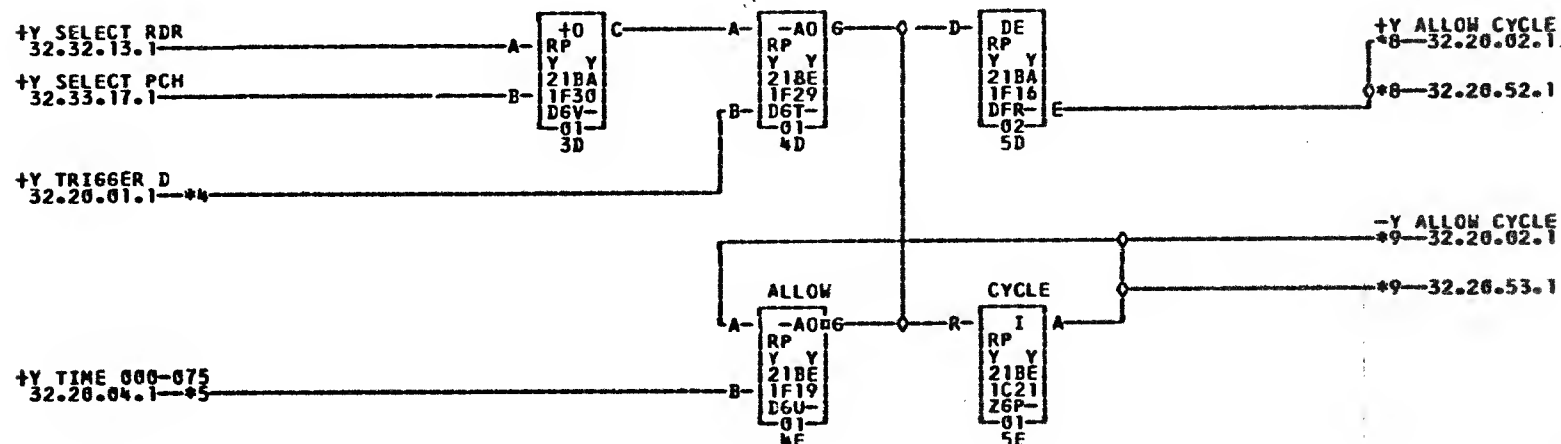 +Y SELECT RDR
32.32.13.1
A-
+O
C
RP
Y Y
21BA
1F30
D6V-
01
3D
+Y SELECT PCH
32.33.17.1
B-
A-
-AO
G
RP
Y Y
21BE
1F29
D6T-
01
4D
B-
D-
DE
RP
Y Y
21BA
1F16
DFR-
E
02
5D
+Y ALLOW CYCLE
*8—32.20.02.1
*8—32.20.52.1
+Y TRIGGER D
32.20.01.1—*4
-Y ALLOW CYCLE
*9—32.20.02.1
*9—32.20.53.1
ALLOW
A-
-AO
G
RP
Y Y
21BE
1F19
D6U-
01
4E
B-
CYCLE
R-
I
A
RP
Y Y
21BE
1C21
Z6P-
01
5E
+Y TIME 000-075
32.20.04.1—*5